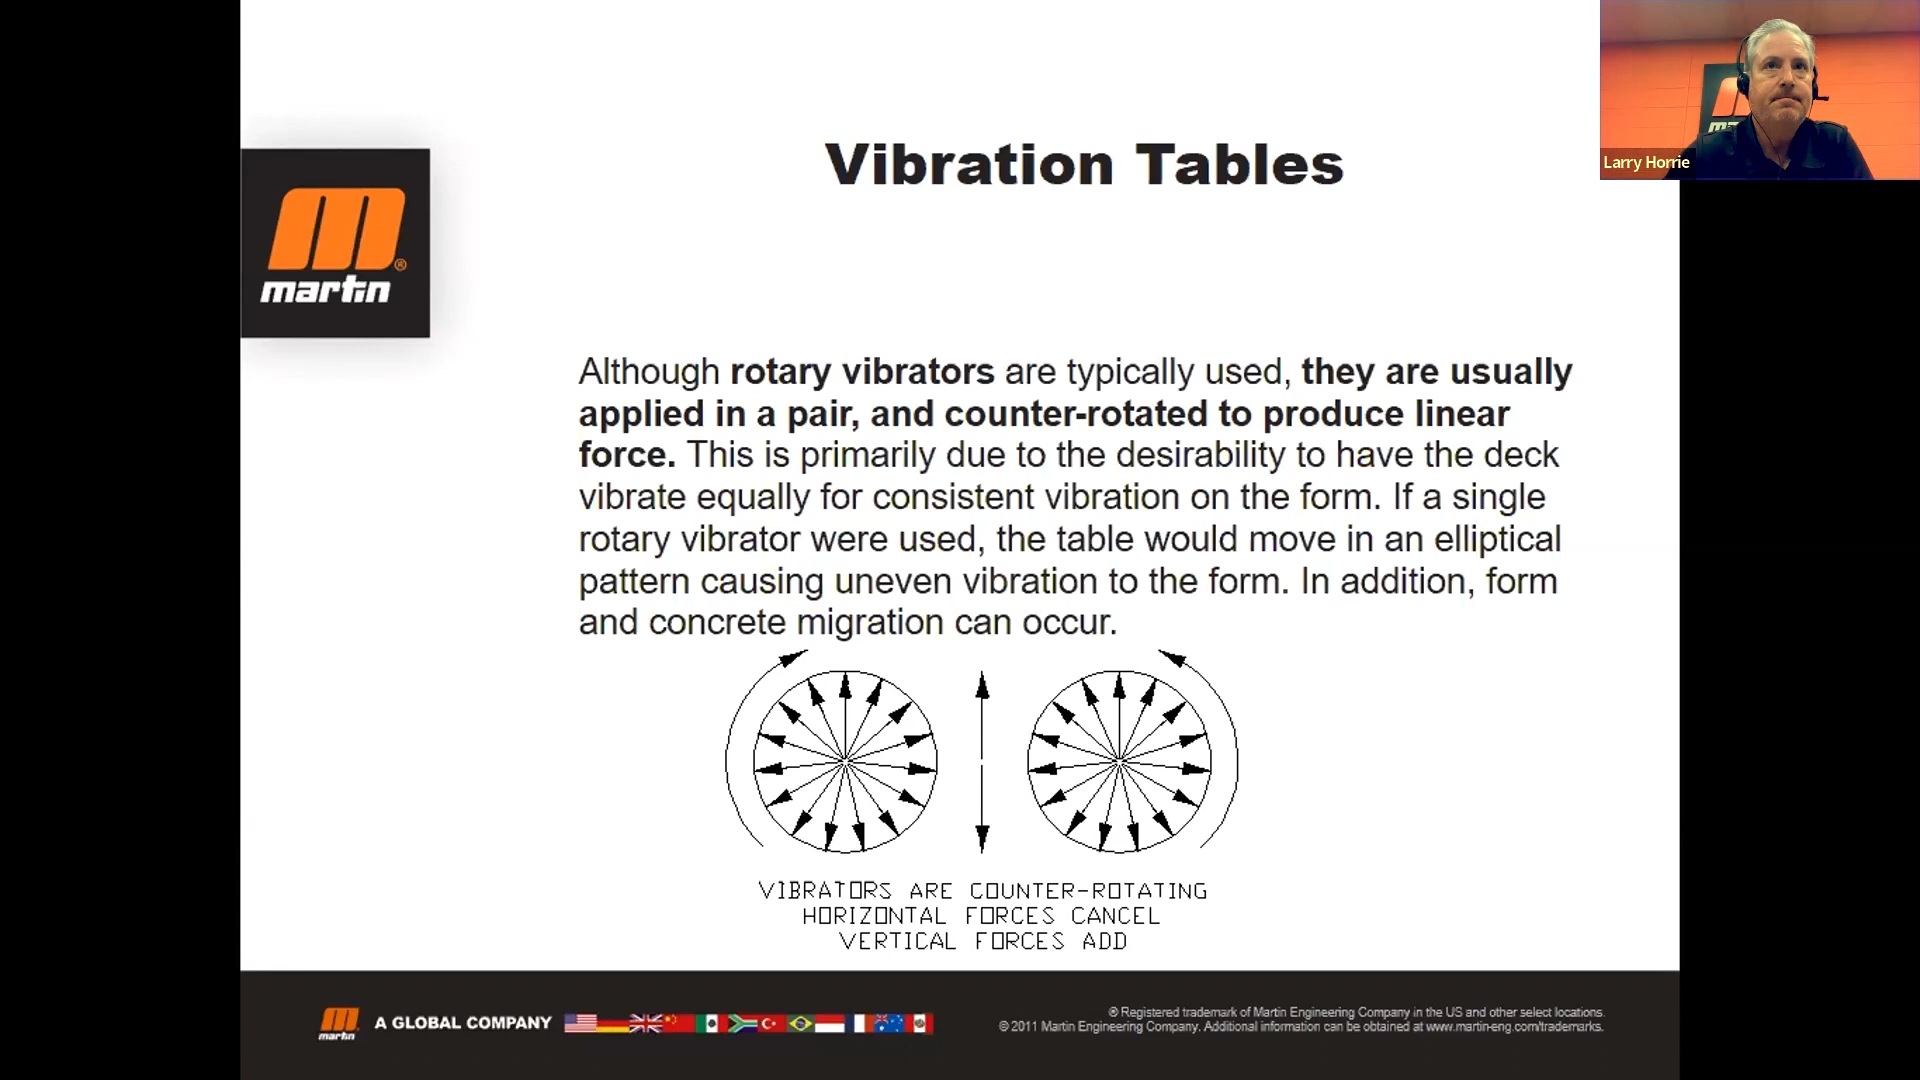 Larry Horrie
Vibration Tables
martin
Although rotary vibrators are typically used, they are usually
applied in a pair, and counter-rotated to produce linear
force. This is primarily due to the desirability to have the deck
vibrate equally for consistent vibration on the form. If a single
rotary vibrator were used, the table would move in an elliptical
pattern causing uneven vibration to the form. In addition, form
and concrete migration can occur.
VIBRATORS ARE COUNTER-ROTATING
HORIZONTAL FORCES CANCEL
VERTICAL FORCES ADD
martin
A GLOBAL COMPANY
® Registered trademark of Martin Engineering Company in the US and other select locations.
© 2011 Martin Engineering Company. Additional information can be obtained at www.martin-eng.com/trademarks.